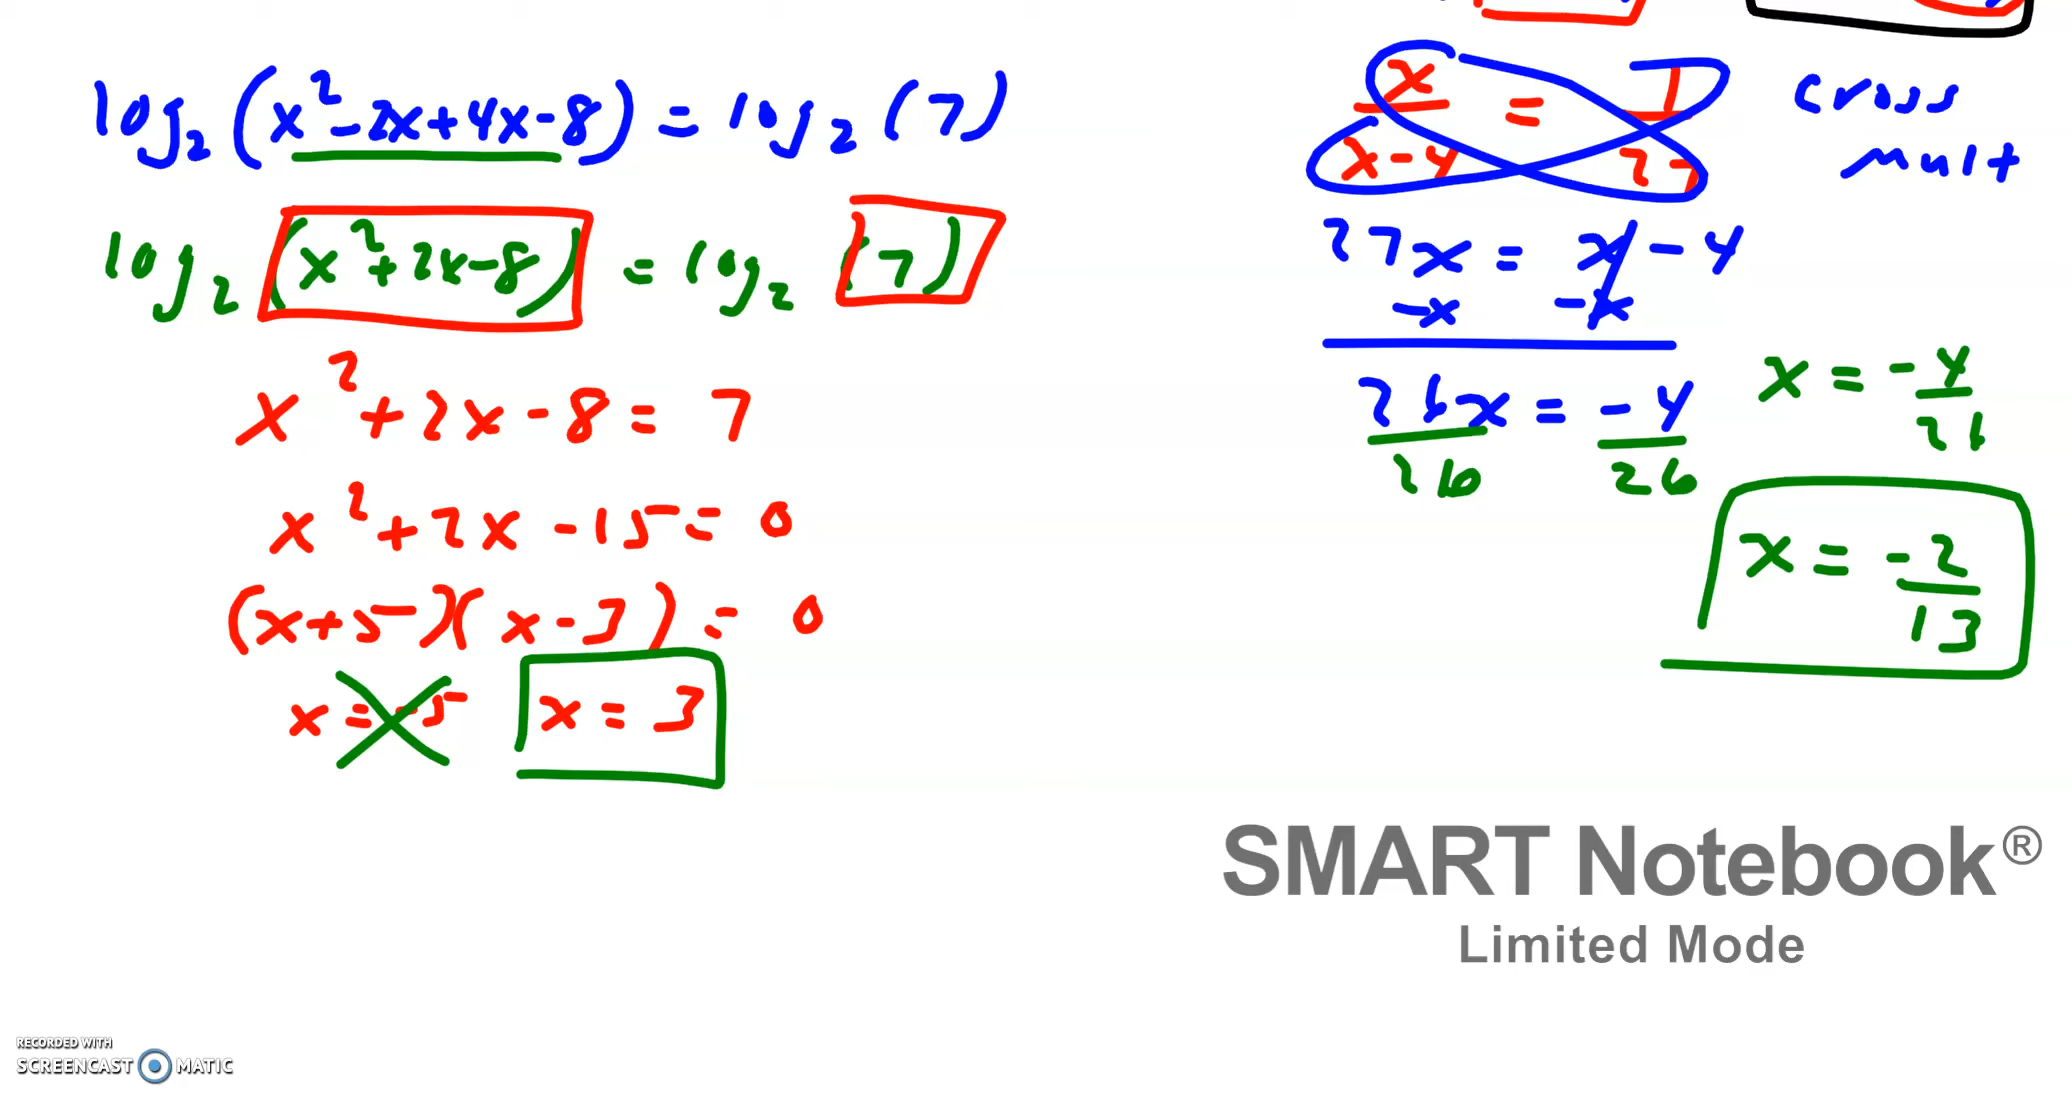 log₂(x²-2x+4x-8) = log₂(7)
log₂(x²+2x-8) = log₂(7)
x²+2x-8=7
x²+2x-15=0
(x+5)(x-3)=0
x=-5 x=3
x/x-4 = 1/27 cross mult
27x = x-4
-x -x
26x = -4
26 26
x = -4/26
x = -2/13
SMART Notebook®
Limited Mode
RECORDED WITH
SCREENCAST MATIC